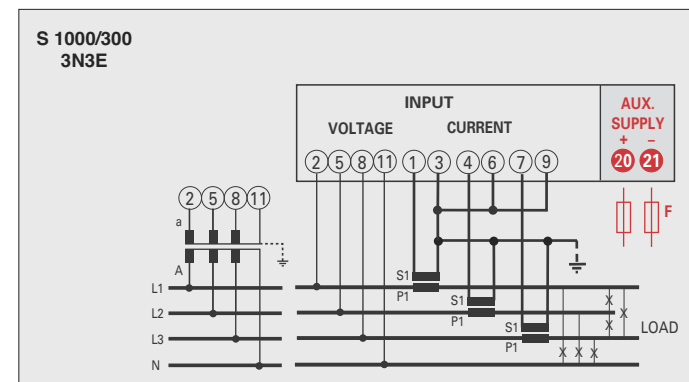 S 1000/300
3N3E
INPUT
VOLTAGE CURRENT
AUX.
SUPPLY
+ –
2 5 8 11 1 3 4 6 7 9 20 21
2 5 8 11
F
a
A
S1
L1
P1
S1
L2
P1
S1
LOAD
L3
P1
N
X X
X
X X X